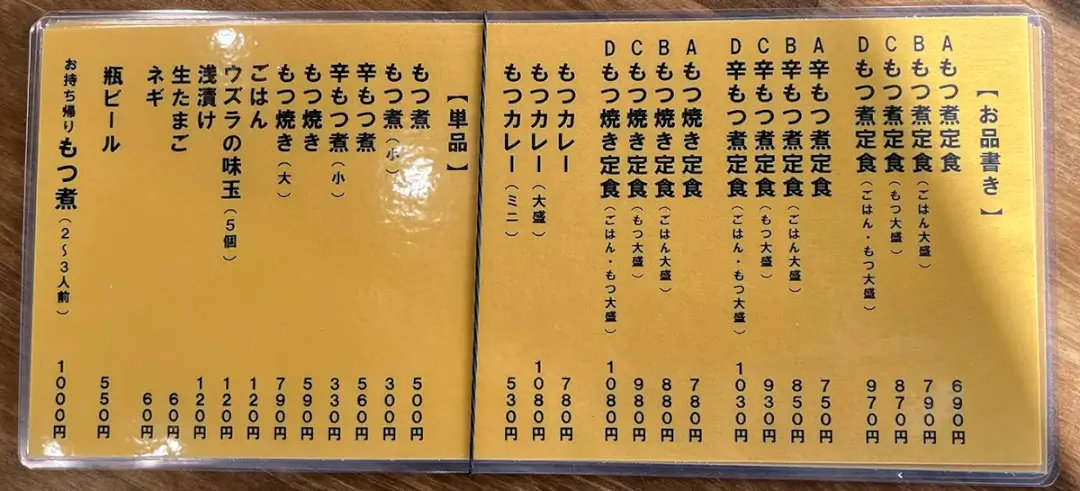 【お品書き】
A もつ煮定食 690円
B もつ煮定食（ごはん大盛） 790円
C もつ煮定食（もつ大盛） 870円
D もつ煮定食（ごはん・もつ大盛） 970円
A 辛もつ煮定食 750円
B 辛もつ煮定食（ごはん大盛） 850円
C 辛もつ煮定食（もつ大盛） 930円
D 辛もつ煮定食（ごはん・もつ大盛） 1030円
A もつ焼き定食 780円
B もつ焼き定食（ごはん大盛） 880円
C もつ焼き定食（もつ大盛） 980円
D もつ焼き定食（ごはん・もつ大盛） 1080円
もつカレー 780円
もつカレー（大盛） 1080円
もつカレー（ミニ） 530円
【単品】
もつ煮 500円
もつ煮（小） 300円
辛もつ煮 560円
辛もつ煮（小） 330円
もつ焼き 590円
もつ焼き（大） 790円
ごはん 120円
ウズラの味玉（5個） 120円
浅漬け 120円
生たまご 60円
ネギ 60円
瓶ビール 550円
お持ち帰りもつ煮（2～3人前） 1000円